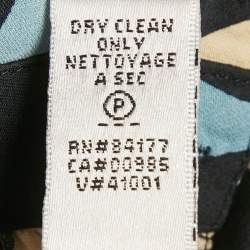 DRY CLEAN
ONLY
NETTOYAGE
A SEC
P
RN#84177
CA#00985
V#41001